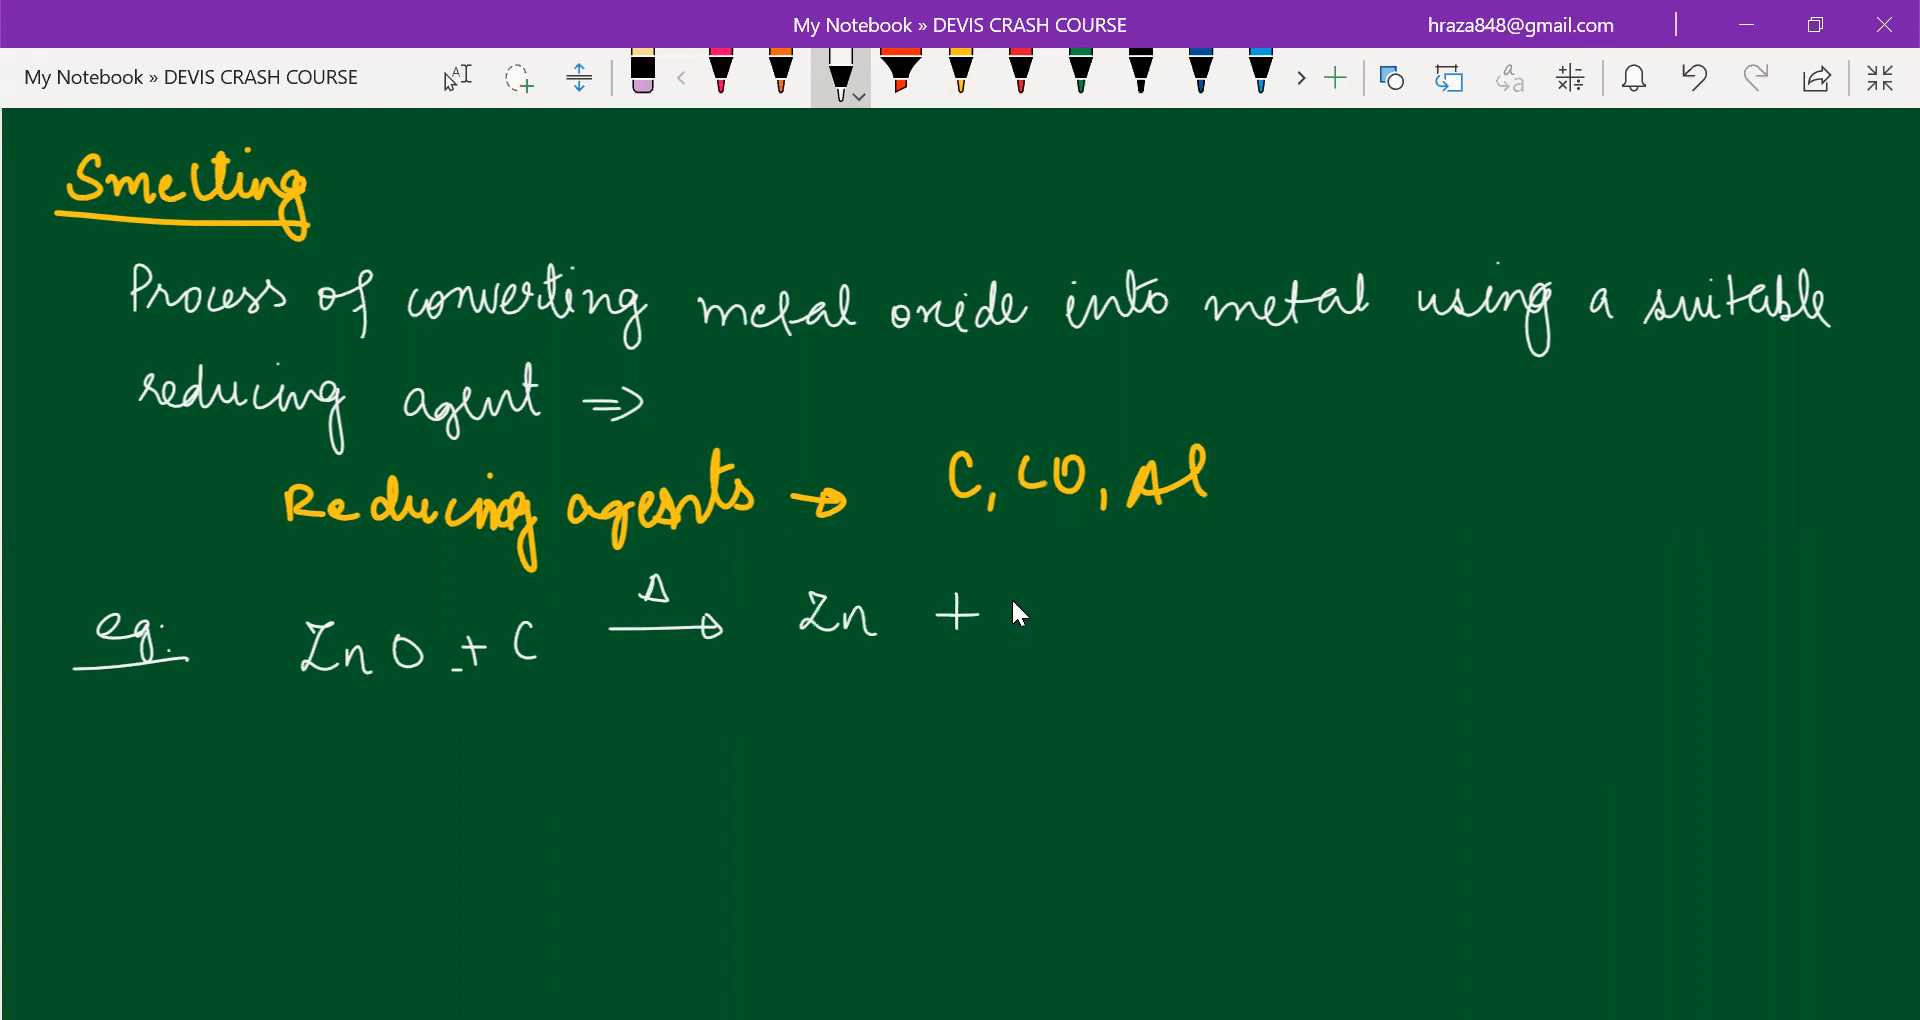 My Notebook » DEVIS CRASH COURSE
hraza848@gmail.com
My Notebook » DEVIS CRASH COURSE
Smelting
Process of converting metal oxide into metal using a suitable
reducing agent ⇒
Reducing agents → C, CO, Al
eg: ZnO + C →Δ Zn +